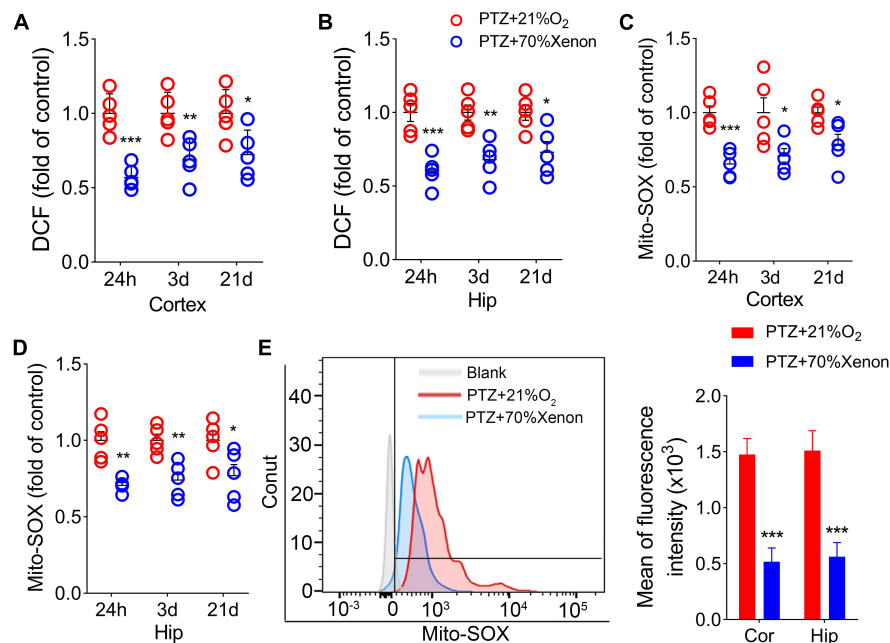 A
DCF (fold of control)
1.5
1.0
0.5
0.0
***
**
*
24h 3d 21d
Cortex
B
PTZ+21%O2
PTZ+70%Xenon
DCF (fold of control)
1.5
1.0
0.5
0.0
***
**
*
24h 3d 21d
Hip
C
Mito-SOX (fold of control)
1.5
1.0
0.5
0.0
***
*
*
24h 3d 21d
Cortex
D
Mito-SOX (fold of control)
1.5
1.0
0.5
0.0
**
**
*
24h 3d 21d
Hip
E
Conut
40
30
20
10
0
Blank
PTZ+21%O2
PTZ+70%Xenon
-10-3 0 103 104 105
Mito-SOX
PTZ+21%O2
PTZ+70%Xenon
Mean of fluorescence
intensity (x103)
2.0
1.5
1.0
0.5
0.0
***
***
Cor Hip